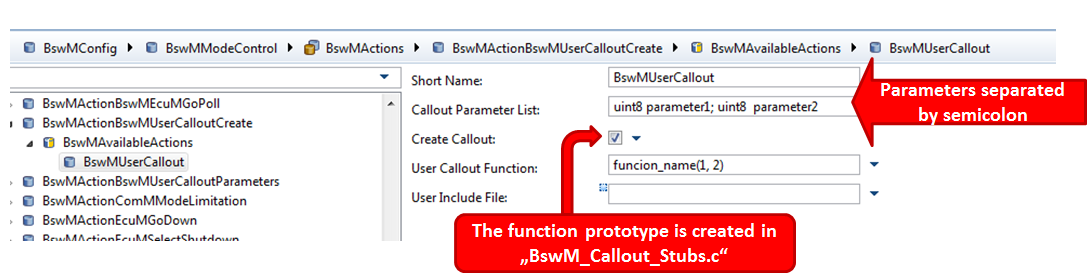 BswMConfig BswMModeControl BswMActions BswMActionBswMUserCalloutCreate BswMAvailableActions BswMUserCallout
BswMActionBswMEcuMGoPoll
BswMActionBswMUserCalloutCreate
BswMAvailableActions
BswMUserCallout
BswMActionBswMUserCalloutParameters
BswMActionComMModeLimitation
BswMActionEcuMGoDown
BswMActionEcuMSelectShutdown
Short Name: BswMUserCallout
Callout Parameter List: uint8 parameter1; uint8 parameter2
Create Callout:
User Callout Function: funcion_name(1, 2)
User Include File:
Parameters separated
by semicolon
The function prototype is created in
„BswM_Callout_Stubs.c“